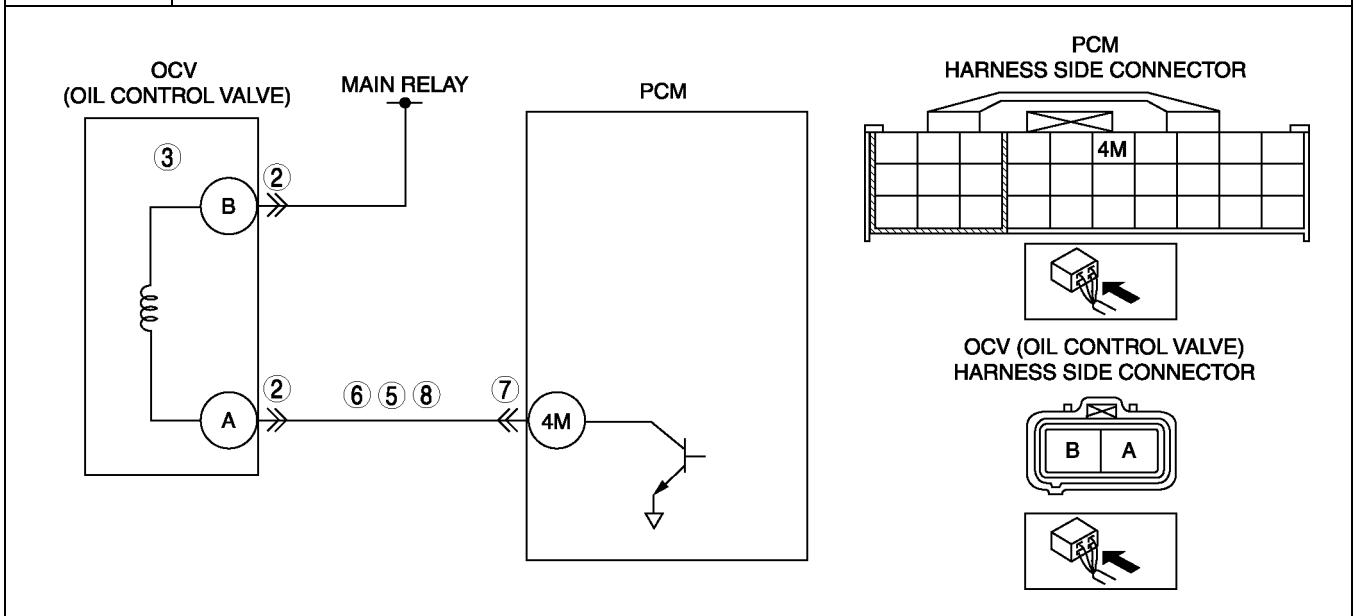 OCV
(OIL CONTROL VALVE)
MAIN RELAY
PCM
3
B
2
A
2
6 5 8
7
4M
PCM
HARNESS SIDE CONNECTOR
4M
OCV (OIL CONTROL VALVE)
HARNESS SIDE CONNECTOR
B A